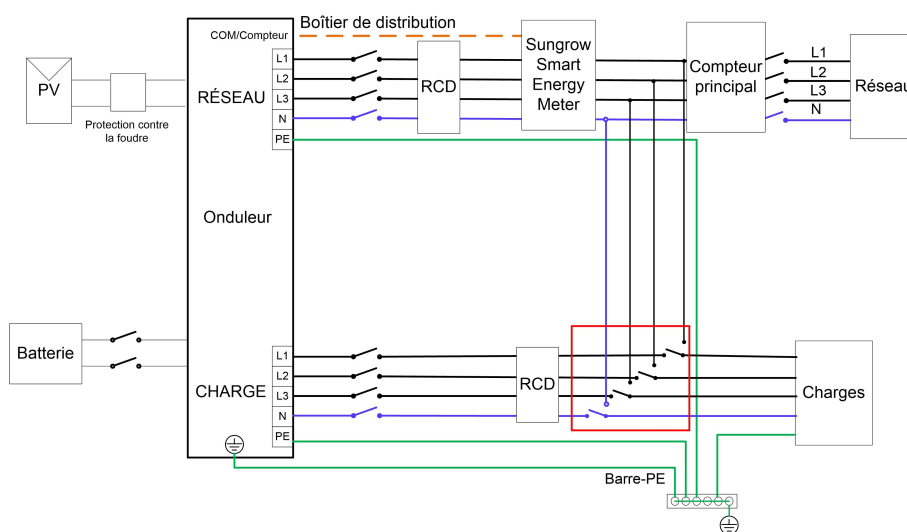 Boîtier de distribution
COM/Compteur
L1
L2
L3
N
PE
RÉSEAU
RCD
Sungrow
Smart
Energy
Meter
Compteur
principal
L1
L2
L3
N
Réseau
PV
Protection contre
la foudre
Onduleur
Batterie
L1
L2
L3
N
PE
CHARGE
RCD
Charges
Barre-PE